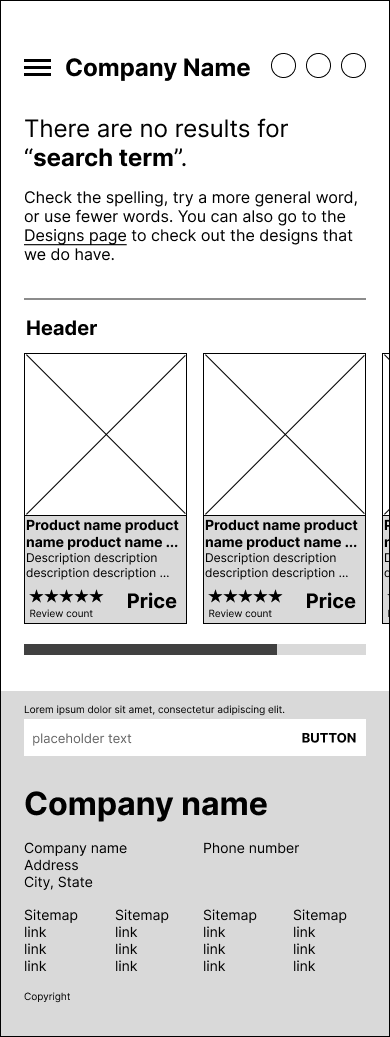 Company Name
There are no results for
“search term”.
Check the spelling, try a more general word,
or use fewer words. You can also go to the
Designs page to check out the designs that
we do have.
Header
Product name product
name product name ...
Description description
description description ...
★★★★★
Review count
Price
Product name product
name product name ...
Description description
description description ...
★★★★★
Review count
Price
Lorem ipsum dolor sit amet, consectetur adipiscing elit.
placeholder text
BUTTON
Company name
Company name
Address
City, State
Phone number
Sitemap
link
link
link
Sitemap
link
link
link
Sitemap
link
link
link
Sitemap
link
link
link
Copyright